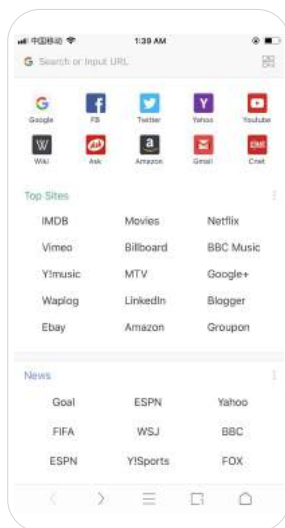 中国移动 1:39 AM
G Search or Input URL
G f Y
Google FB Twitter Yahoo Youtube
W a
Wiki Ask Amazon Gmail Cnet
Top Sites
IMDB Movies Netflix
Vimeo Billboard BBC Music
Y!music MTV Google+
Waplog LinkedIn Blogger
Ebay Amazon Groupon
News
Goal ESPN Yahoo
FIFA WSJ BBC
ESPN Y!Sports FOX